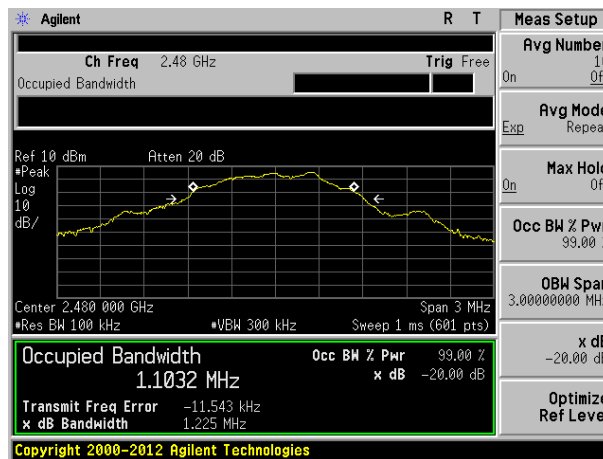 Agilent R T Meas Setup
Ch Freq 2.48 GHz Trig Free
Occupied Bandwidth
Ref 10 dBm Atten 20 dB
#Peak
Log
10
dB/
Center 2.480 000 GHz Span 3 MHz
#Res BW 100 kHz #VBW 300 kHz Sweep 1 ms (601 pts)
Occupied Bandwidth
1.1032 MHz
Occ BW % Pwr 99.00 %
x dB -20.00 dB
Transmit Freq Error -11.543 kHz
x dB Bandwidth 1.225 MHz
Copyright 2000-2012 Agilent Technologies
Avg
On
Avg Mode
Exp
Max Hold
On
Occ BW % Pwr
99.00
OBW Span
3.00000000 MHz
x dB
-20.00 dB
Optimize
Ref Level